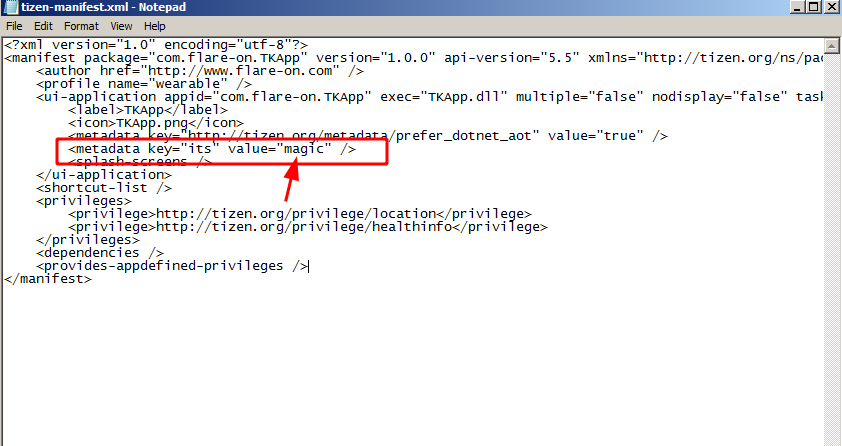 tizen-manifest.xml - Notepad
File Edit Format View Help
<?xml version="1.0" encoding="utf-8"?>
<manifest package="com.flare-on.TKApp" version="1.0.0" api-version="5.5" xmlns="http://tizen.org/ns/pac
<author href="http://www.flare-on.com" />
<profile name="wearable" />
<ui-application appid="com.flare-on.TKApp" exec="TKApp.dll" multiple="false" nodisplay="false" task
<label>TKApp</label>
<icon>TKApp.png</icon>
<metadata key="http://tizen.org/metadata/prefer_dotnet_aot" value="true" />
<metadata key="its" value="magic" />
<splash-screens />
</ui-application>
<shortcut-list />
<privileges>
<privilege>http://tizen.org/privilege/location</privilege>
<privilege>http://tizen.org/privilege/healthinfo</privilege>
</privileges>
<dependencies />
<provides-appdefined-privileges />
</manifest>